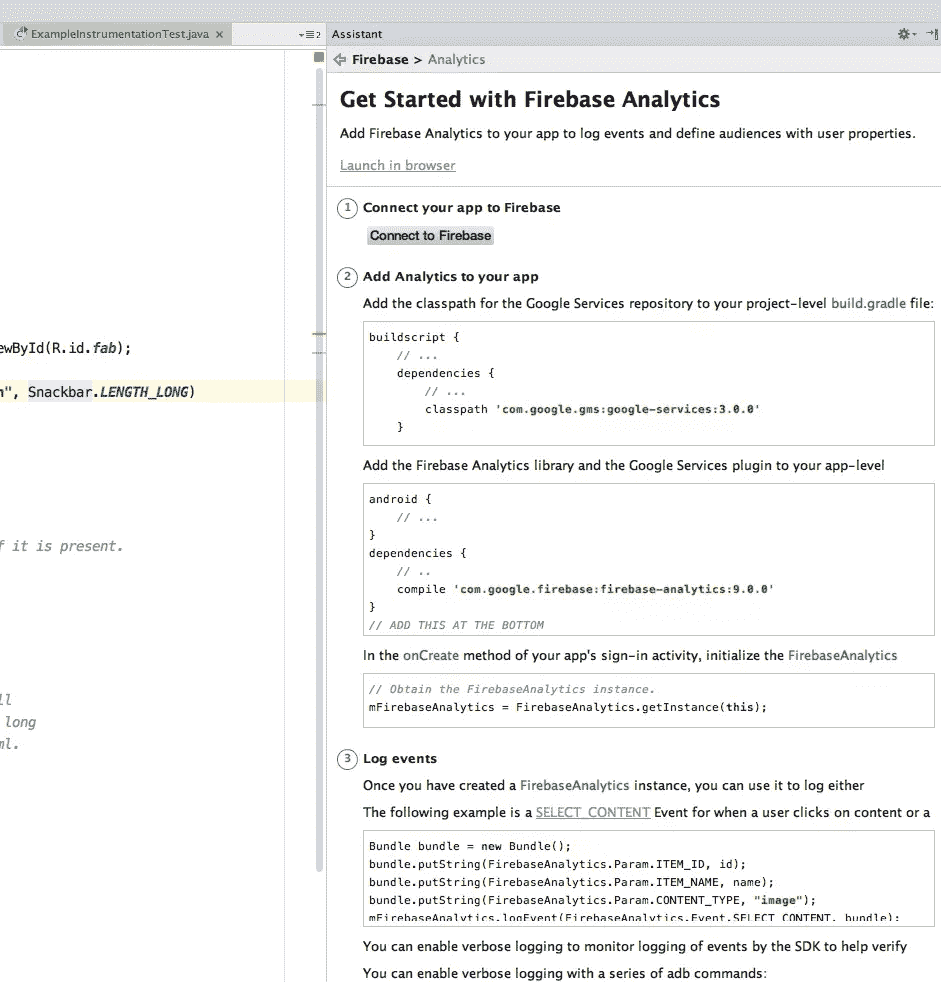 ExampleInstrumentationTest.java
2
Assistant
Firebase > Analytics
Get Started with Firebase Analytics
Add Firebase Analytics to your app to log events and define audiences with user properties.
Launch in browser
1 Connect your app to Firebase
Connect to Firebase
2 Add Analytics to your app
Add the classpath for the Google Services repository to your project-level build.gradle file:
buildscript {
// ...
dependencies {
// ...
classpath 'com.google.gms:google-services:3.0.0'
}
Add the Firebase Analytics library and the Google Services plugin to your app-level
android {
// ...
}
dependencies {
// ..
compile 'com.google.firebase:firebase-analytics:9.0.0'
}
// ADD THIS AT THE BOTTOM
In the onCreate method of your app's sign-in activity, initialize the FirebaseAnalytics
// Obtain the FirebaseAnalytics instance.
mFirebaseAnalytics = FirebaseAnalytics.getInstance(this);
3 Log events
Once you have created a FirebaseAnalytics instance, you can use it to log either
The following example is a SELECT_CONTENT Event for when a user clicks on content or a
Bundle bundle = new Bundle();
bundle.putString(FirebaseAnalytics.Param.ITEM_ID, id);
bundle.putString(FirebaseAnalytics.Param.ITEM_NAME, name);
bundle.putString(FirebaseAnalytics.Param.CONTENT_TYPE, "image");
mFirebaseAnalytics.logEvent(FirebaseAnalytics.Event.SELECT_CONTENT, bundle);
You can enable verbose logging to monitor logging of events by the SDK to help verify
You can enable verbose logging with a series of adb commands:
ewById(R.id.fab);
", Snackbar.LENGTH_LONG)
f it is present.
ll
long
ml.